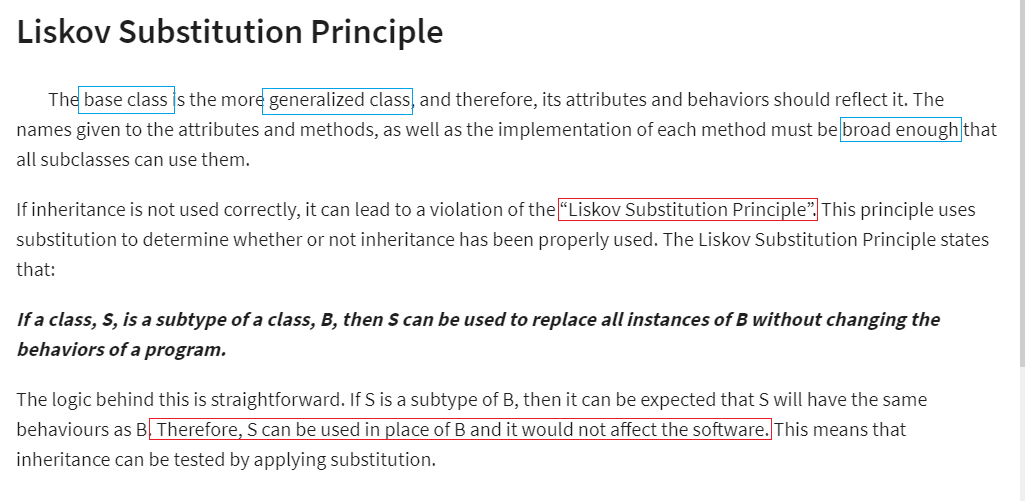 Liskov Substitution Principle
The base class is the more generalized class, and therefore, its attributes and behaviors should reflect it. The
names given to the attributes and methods, as well as the implementation of each method must be broad enough that
all subclasses can use them.
If inheritance is not used correctly, it can lead to a violation of the “Liskov Substitution Principle”. This principle uses
substitution to determine whether or not inheritance has been properly used. The Liskov Substitution Principle states
that:
If a class, S, is a subtype of a class, B, then S can be used to replace all instances of B without changing the
behaviors of a program.
The logic behind this is straightforward. If S is a subtype of B, then it can be expected that S will have the same
behaviours as B. Therefore, S can be used in place of B and it would not affect the software. This means that
inheritance can be tested by applying substitution.